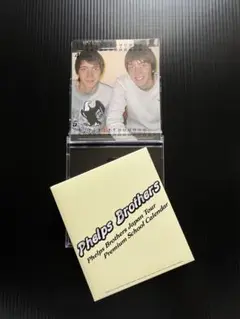 Phelps Brothers
Phelps Brothers Japan Tour
Premium School Calendar